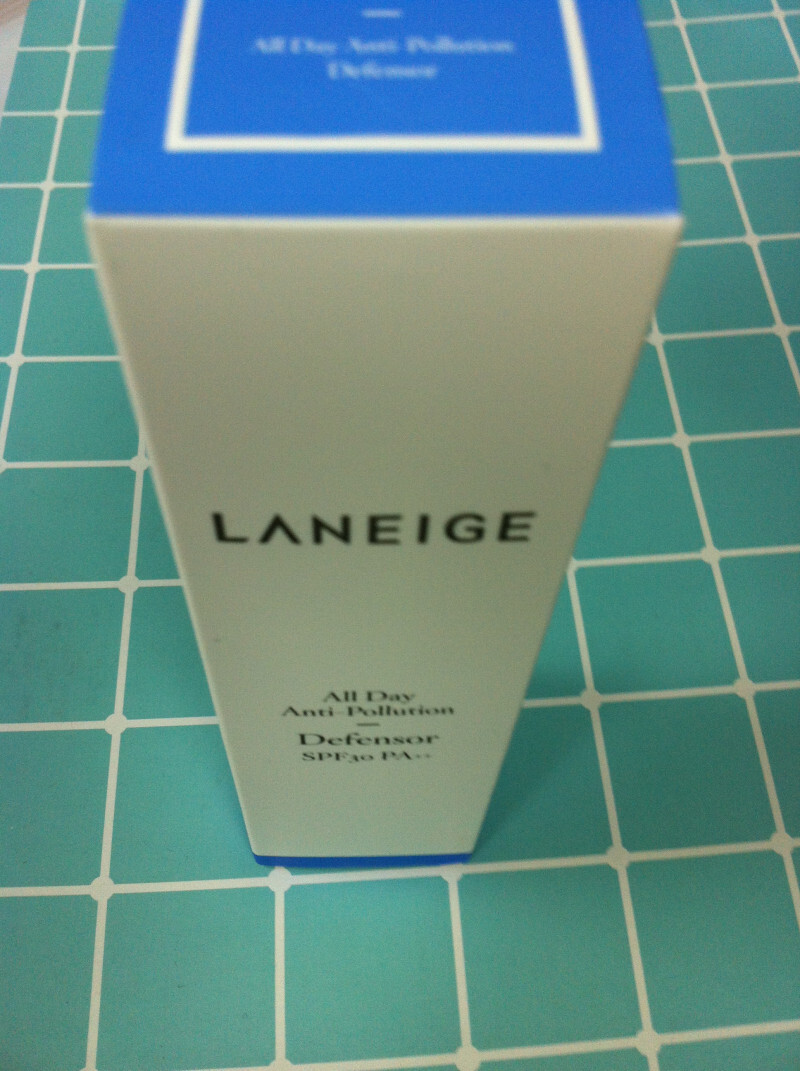 All Day Anti-Pollution
Defensor
LANEIGE
All Day
Anti-Pollution
Defensor
SPF30 PA++